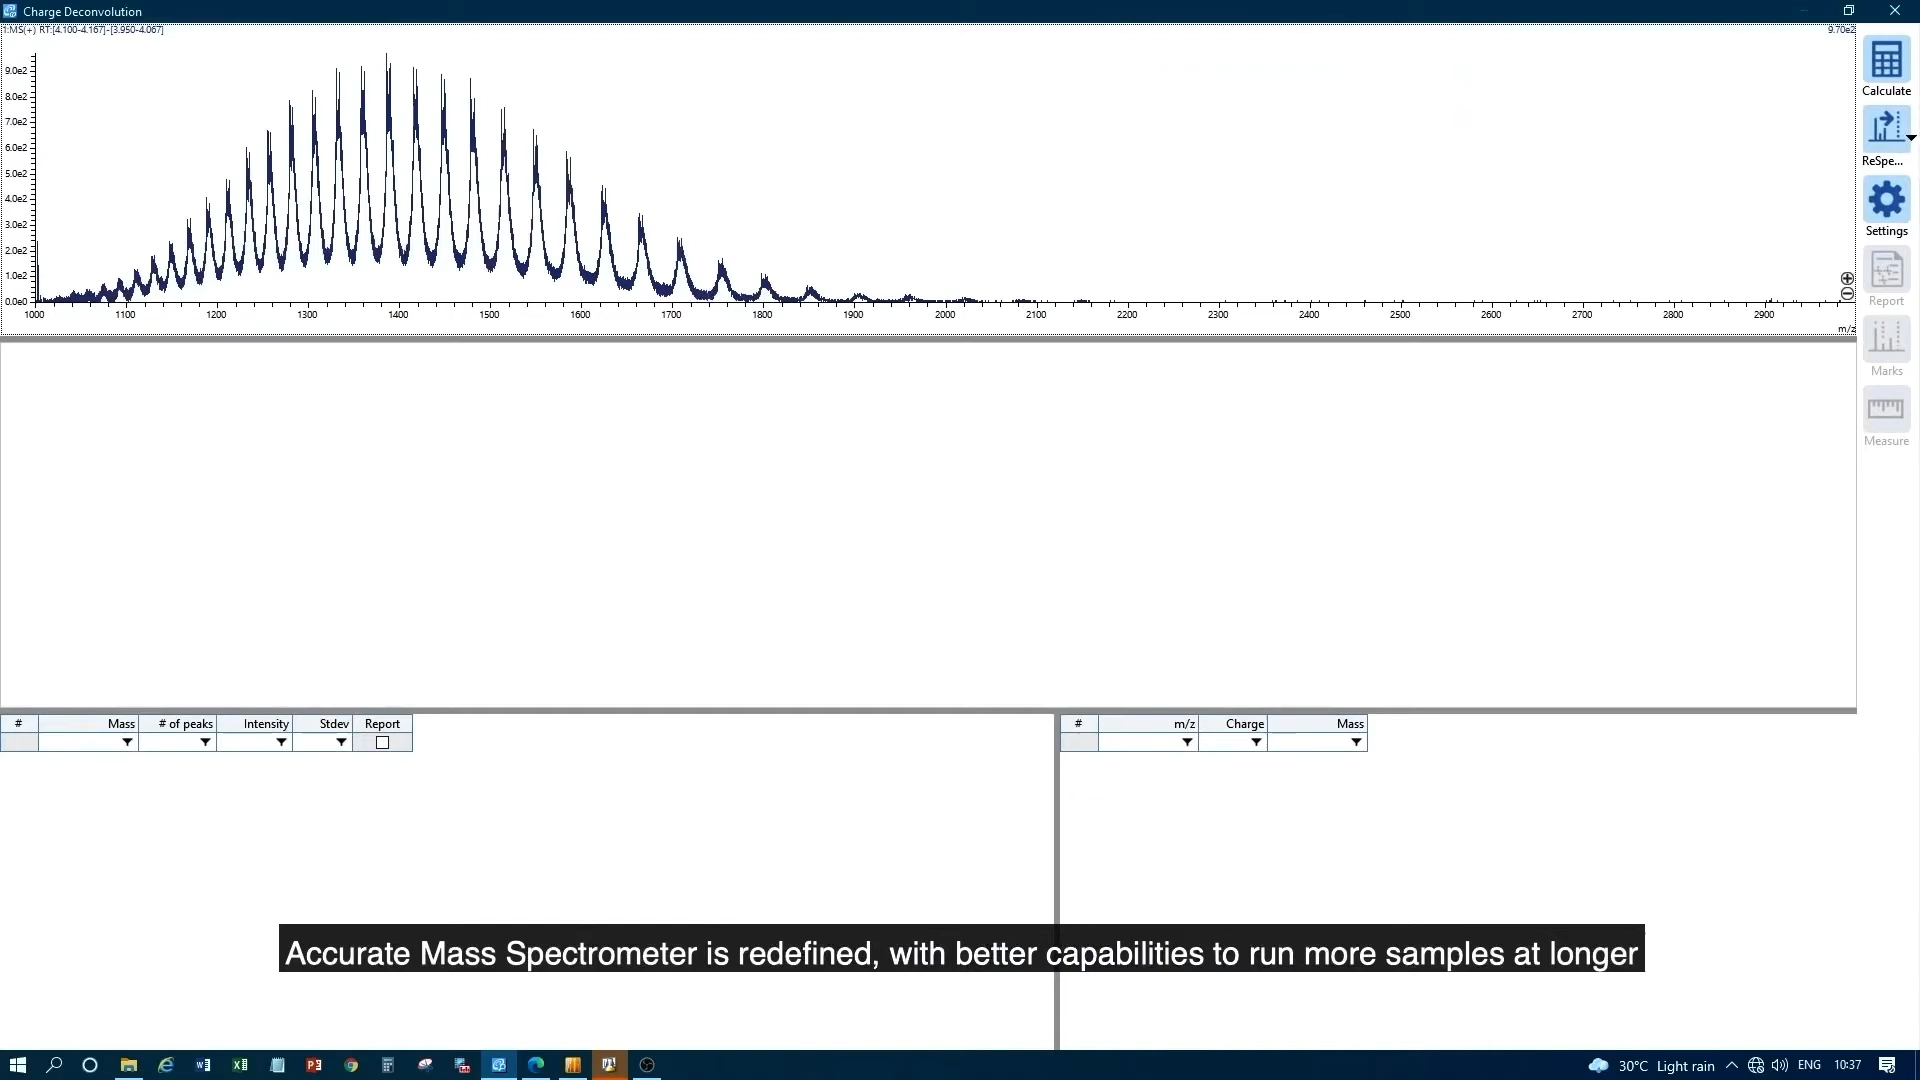 Charge Deconvolution
1:MS(+) RT:[4.100-4.167]-[3.950-4.067]
9.70e2
9.0e2
8.0e2
7.0e2
6.0e2
5.0e2
4.0e2
3.0e2
2.0e2
1.0e2
0.0e0
1000 1100 1200 1300 1400 1500 1600 1700 1800 1900 2000 2100 2200 2300 2400 2500 2600 2700 2800 2900
m/z
Calculate
ReSpe...
Settings
Report
Marks
Measure
# Mass # of peaks Intensity Stdev Report
# m/z Charge Mass
Accurate Mass Spectrometer is redefined, with better capabilities to run more samples at longer
30°C Light rain ENG 10:37